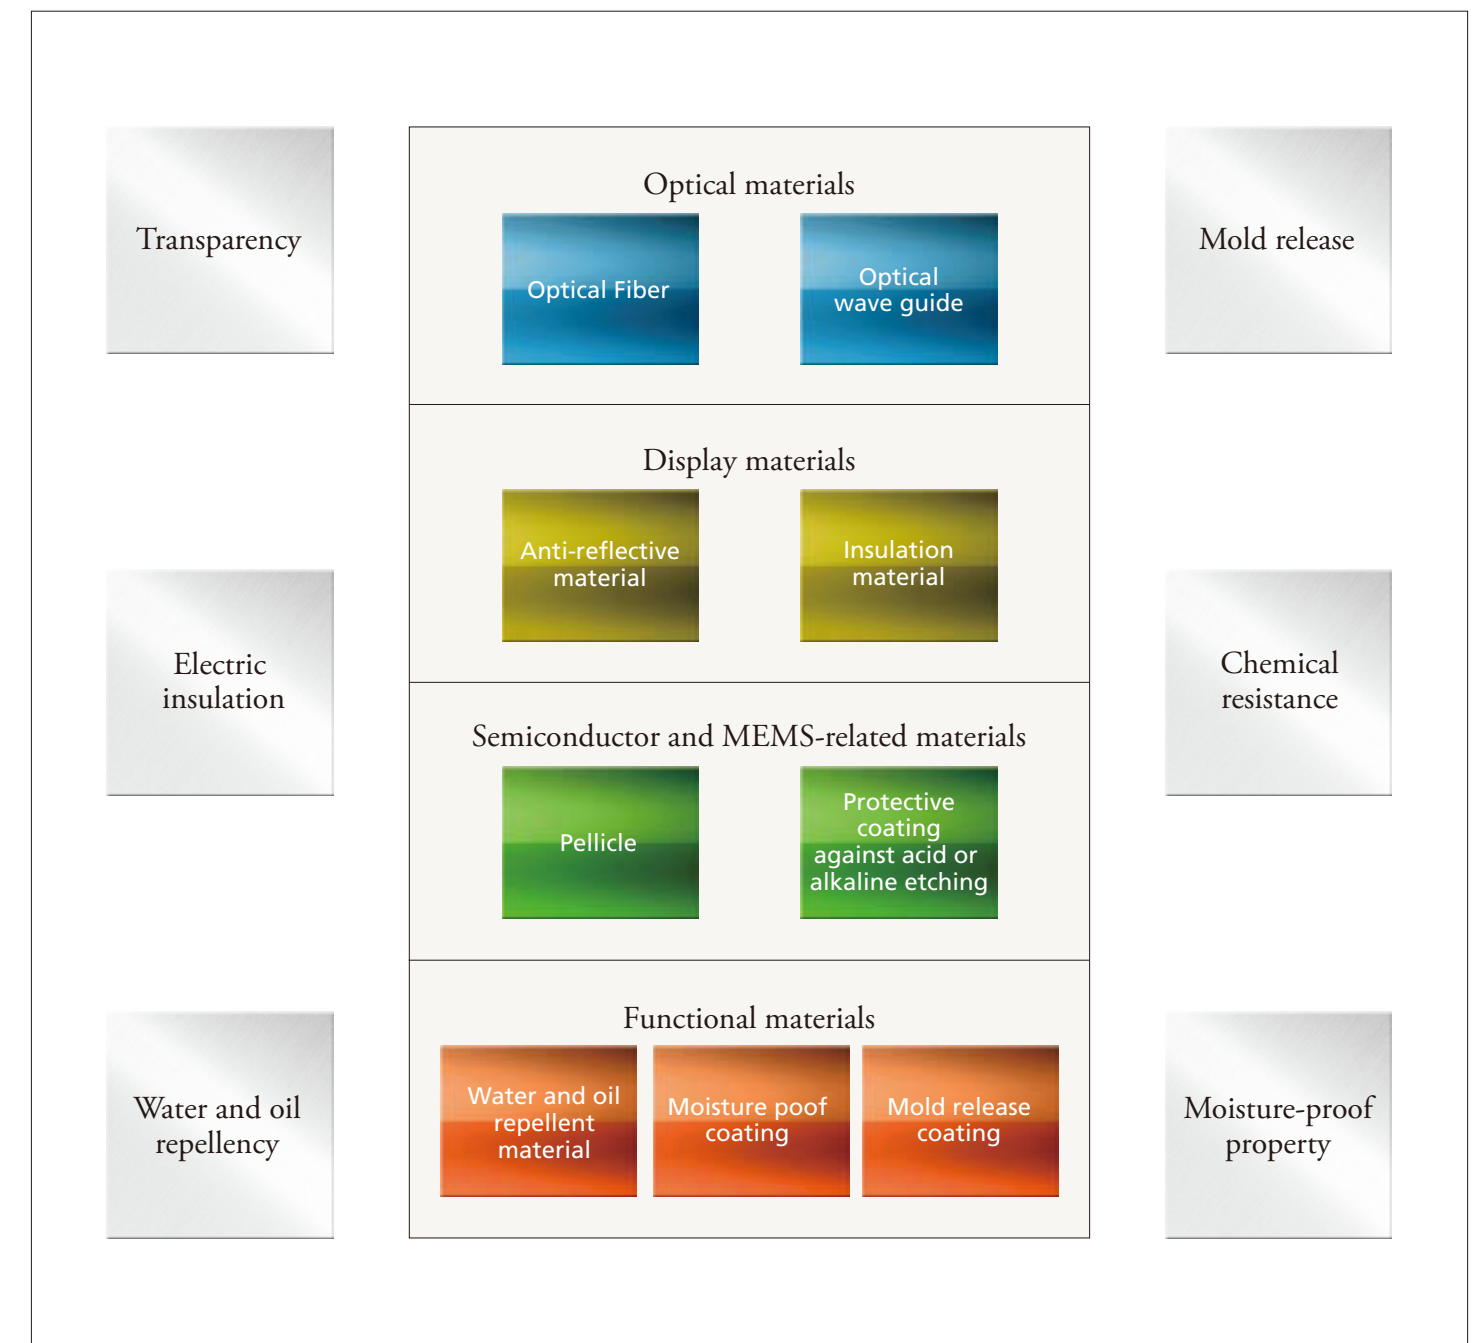 Transparency
Electric
insulation
Water and oil
repellency
Optical materials
Optical Fiber
Optical
wave guide
Display materials
Anti-reflective
material
Insulation
material
Semiconductor and MEMS-related materials
Pellicle
Protective
coating
against acid or
alkaline etching
Functional materials
Water and oil
repellent
material
Moisture poof
coating
Mold release
coating
Mold release
Chemical
resistance
Moisture-proof
property